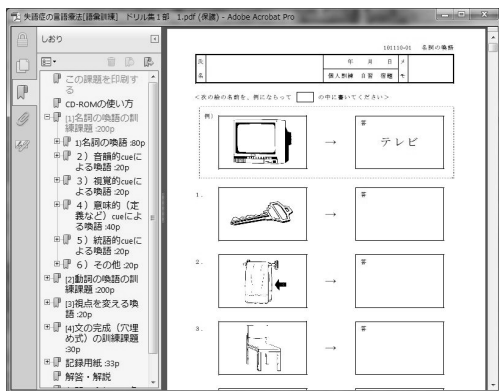 失語症の言語療法[語彙訓練] ドリル集1部 1.pdf (保護) - Adobe Acrobat Pro
しおり
この課題を印刷する
CD-ROMの使い方
[1]名詞の喚語の訓練課題:200p
1)名詞の喚語:80p
2)音韻的cueによる喚語:20p
3)視覚的cueによる喚語:20p
4)意味的(定義など)cueによる喚語:40p
5)統語的cueによる喚語:20p
6)その他:20p
[2]動詞の喚語の訓練課題:200p
[3]視点を変える喚語:20p
[4]文の完成(穴埋め式)の訓練課題:30p
記録用紙:33p
解答・解説
101110-01 名詞の喚語
氏名
年 月 日
個人訓練 自習 宿題
メモ
<次の絵の名詞を、例にならって の中に書いてください>
例)
→
答
テレビ
1.
→
答
2.
→
答
3.
→
答